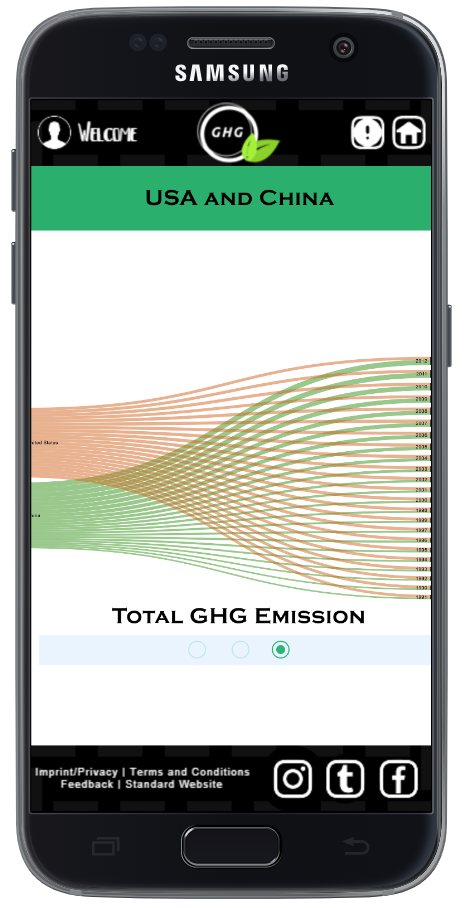 SAMSUNG
Welcome
GHG
USA and China
2012
2011
2010
2009
2008
2007
2006
nited States
2005
2004
2003
2002
2001
2000
1998
1999
1997
1996
1995
1994
1993
1992
1990
1991
Total GHG Emission
Imprint/Privacy | Terms and Conditions
Feedback | Standard Website